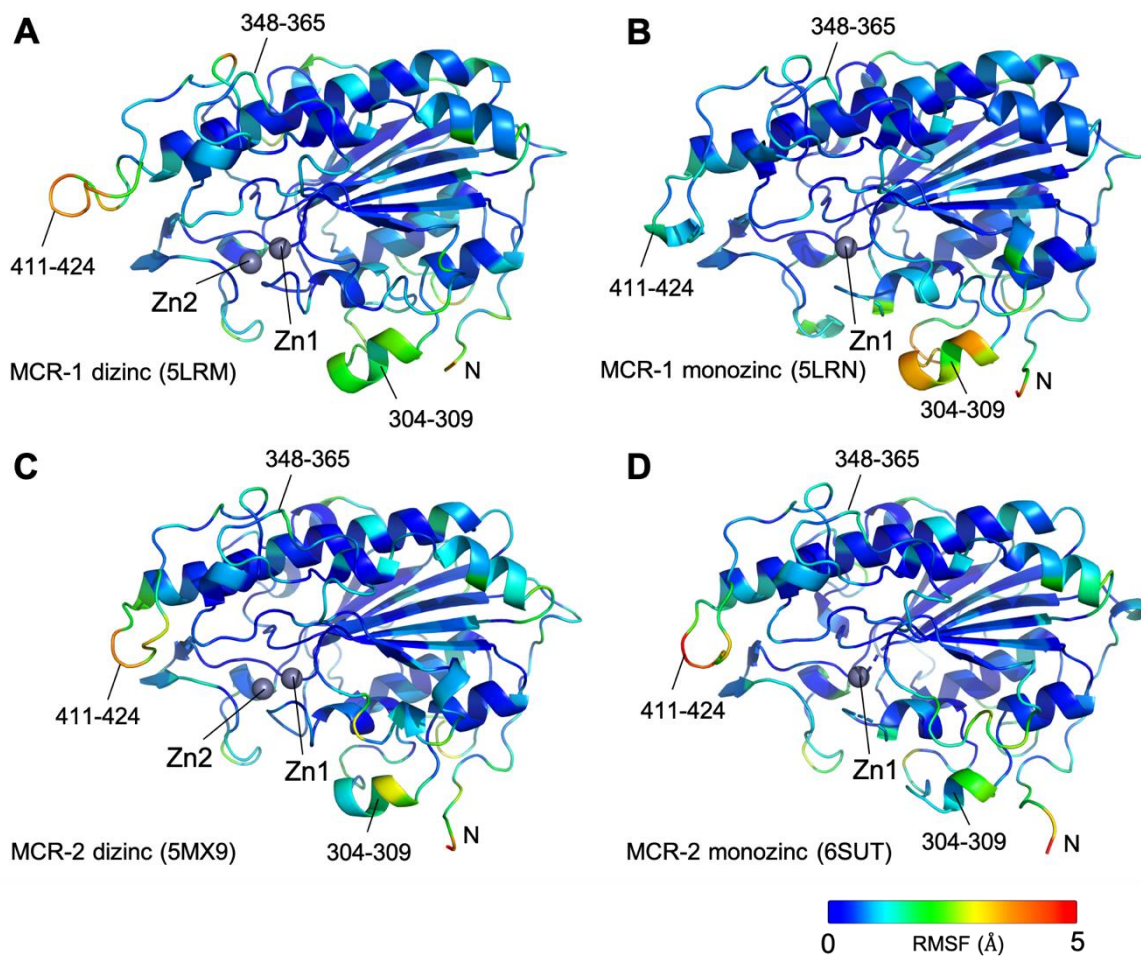 A
348-365
411-424
Zn2
Zn1
MCR-1 dizinc (5LRM)
N
304-309
B
348-365
411-424
Zn1
MCR-1 monozinc (5LRN)
N
304-309
C
348-365
411-424
Zn2
Zn1
N
MCR-2 dizinc (5MX9)
304-309
D
348-365
411-424
Zn1
N
304-309
MCR-2 monozinc (6SUT)
0 RMSF (Å) 5